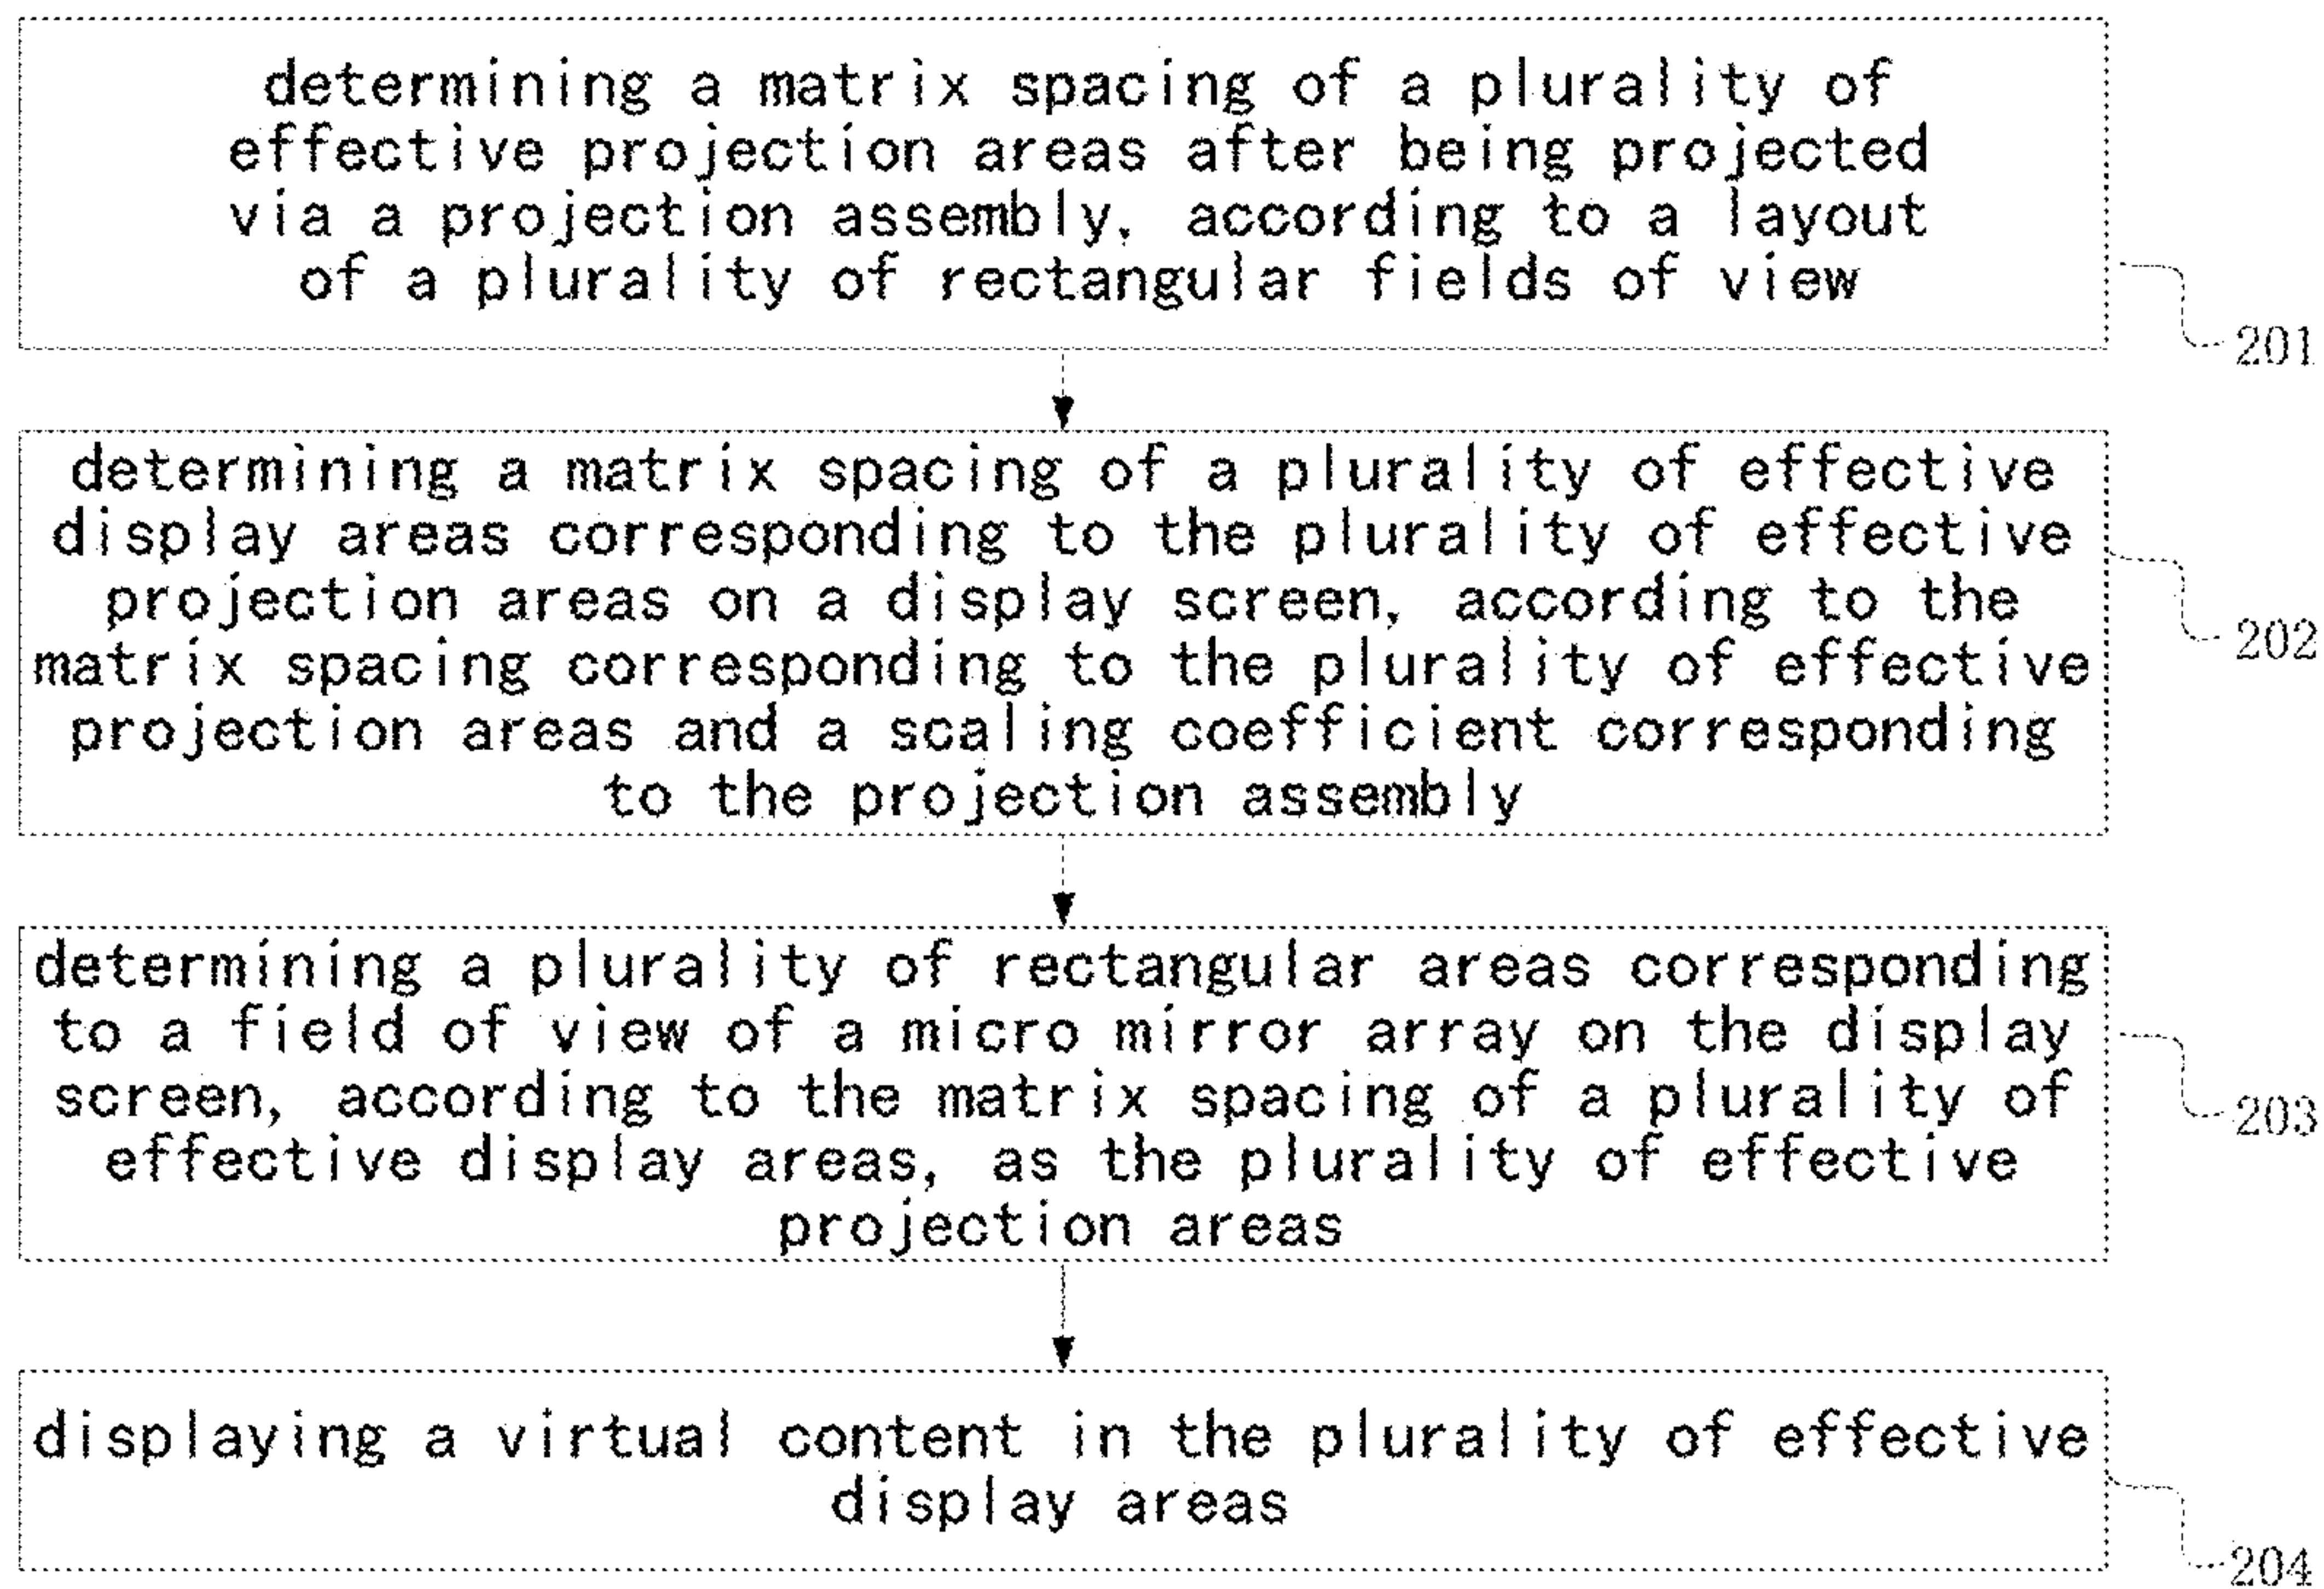 determining a matrix spacing of a plurality of
effective projection areas after being projected
via a projection assembly, according to a layout
of a plurality of rectangular fields of view
201
determining a matrix spacing of a plurality of effective
display areas corresponding to the plurality of effective
projection areas on a display screen, according to the
matrix spacing corresponding to the plurality of effective
projection areas and a scaling coefficient corresponding
to the projection assembly
202
determining a plurality of rectangular areas corresponding
to a field of view of a micro mirror array on the display
screen, according to the matrix spacing of a plurality of
effective display areas, as the plurality of effective
projection areas
203
displaying a virtual content in the plurality of effective
display areas
204